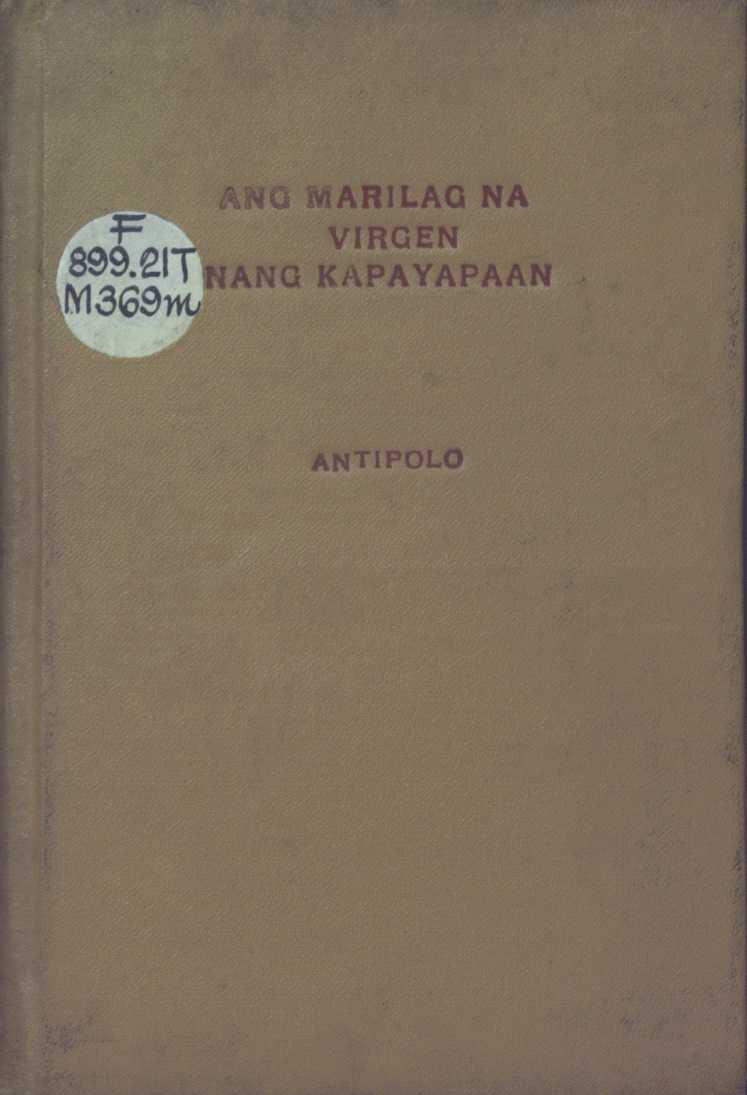 ANG MARILAG NA
VIRGEN
NANG KAPAYAPAAN
F
899.21T
M369m
ANTIPOLO